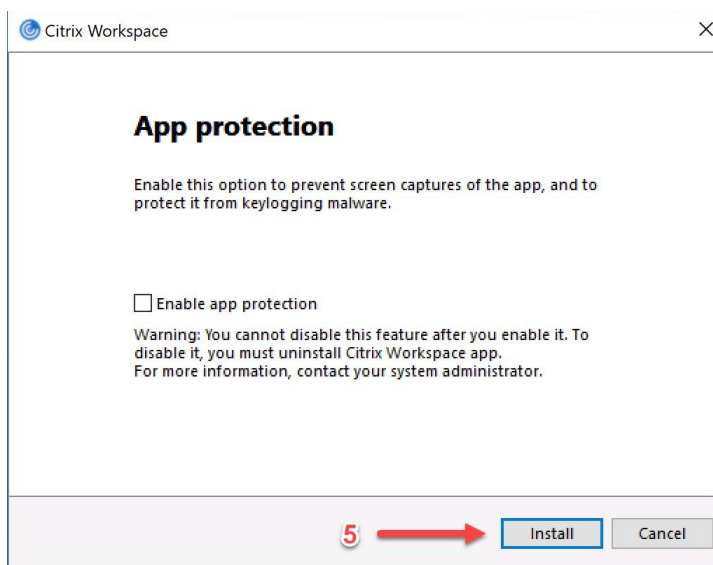 Citrix Workspace
App protection
Enable this option to prevent screen captures of the app, and to
protect it from keylogging malware.
Enable app protection
Warning: You cannot disable this feature after you enable it. To
disable it, you must uninstall Citrix Workspace app.
For more information, contact your system administrator.
5 Install Cancel